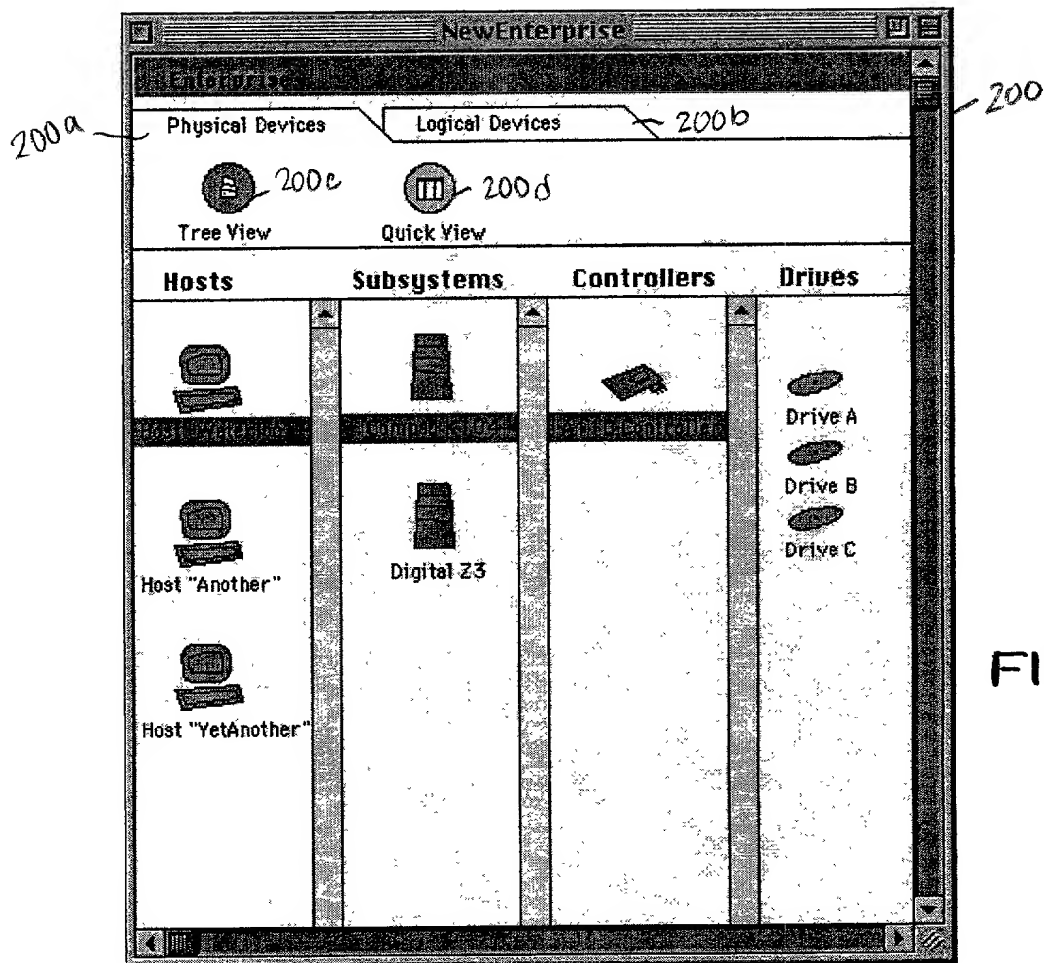 NewEnterprise
Enterprise
200
200a
Physical Devices
Logical Devices
200b
200c
200d
Tree View
Quick View
Hosts
Subsystems
Controllers
Drives
Drive A
Drive B
Host "Another"
Digital Z3
Drive C
Host "YetAnother"
FI